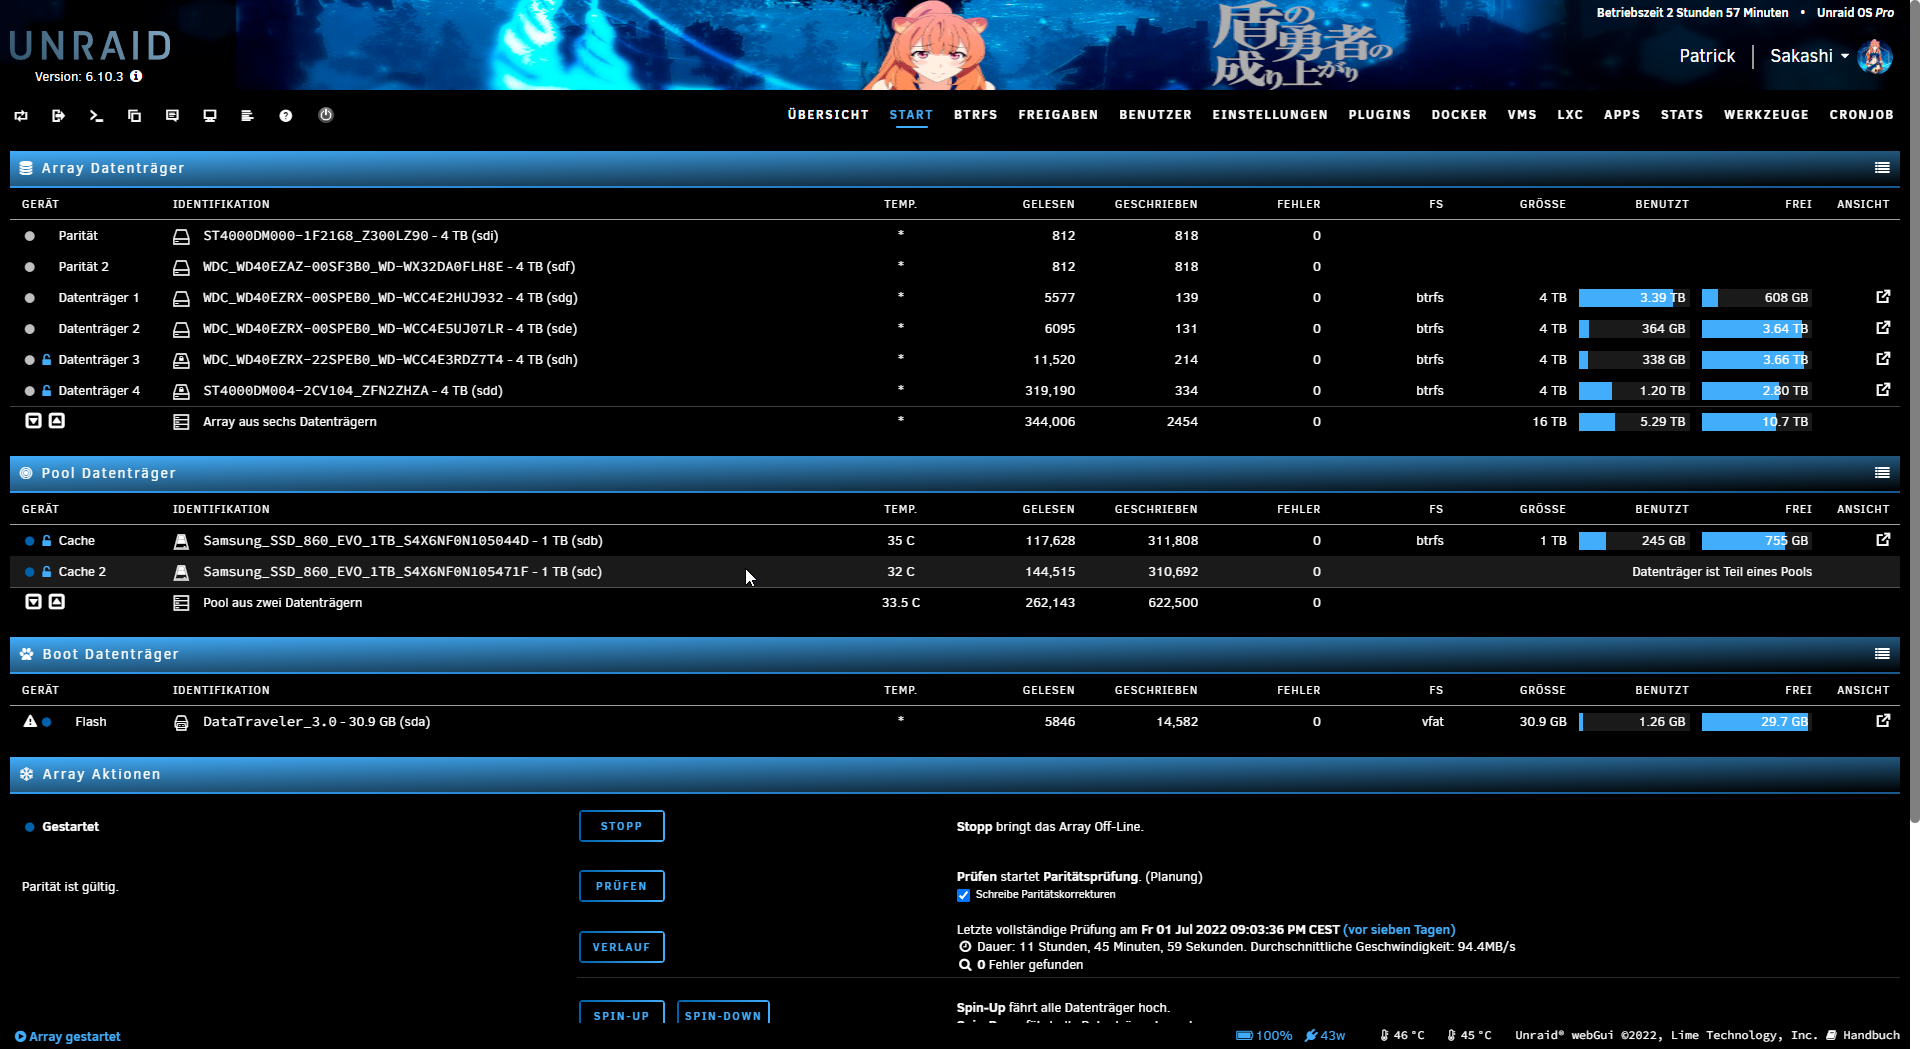 Betriebszeit 2 Stunden 57 Minuten • Unraid OS Pro
UNRAID
Version: 6.10.3
盾の勇者の成り上がり
Patrick | Sakashi
ÜBERSICHT START BTRFS FREIGABEN BENUTZER EINSTELLUNGEN PLUGINS DOCKER VMS LXC APPS STATS WERKZEUGE CRONJOB
Array Datenträger
GERÄT IDENTIFIKATION TEMP. GELESEN GESCHRIEBEN FEHLER FS GRÖSSE BENUTZT FREI ANSICHT
Parität ST4000DM000-1F2168_Z300LZ90 - 4 TB (sdi) * 812 818 0
Parität 2 WDC_WD40EZAZ-00SF3B0_WD-WX32DA0FLH8E - 4 TB (sdf) * 812 818 0
Datenträger 1 WDC_WD40EZRX-00SPEB0_WD-WCC4E2HUJ932 - 4 TB (sdg) * 5577 139 0 btrfs 4 TB 3.39 TB 608 GB
Datenträger 2 WDC_WD40EZRX-00SPEB0_WD-WCC4E5UJ07LR - 4 TB (sde) * 6095 131 0 btrfs 4 TB 364 GB 3.64 TB
Datenträger 3 WDC_WD40EZRX-22SPEB0_WD-WCC4E3RDZ7T4 - 4 TB (sdh) * 11,520 214 0 btrfs 4 TB 338 GB 3.66 TB
Datenträger 4 ST4000DM004-2CV104_ZFN2ZHZA - 4 TB (sdd) * 319,190 334 0 btrfs 4 TB 1.20 TB 2.80 TB
Array aus sechs Datenträgern * 344,006 2454 0 16 TB 5.29 TB 10.7 TB
Pool Datenträger
GERÄT IDENTIFIKATION TEMP. GELESEN GESCHRIEBEN FEHLER FS GRÖSSE BENUTZT FREI ANSICHT
Cache Samsung_SSD_860_EVO_1TB_S4X6NF0N105044D - 1 TB (sdb) 35 C 117,628 311,808 0 btrfs 1 TB 245 GB 755 GB
Cache 2 Samsung_SSD_860_EVO_1TB_S4X6NF0N105471F - 1 TB (sdc) 32 C 144,515 310,692 0 Datenträger ist Teil eines Pools
Pool aus zwei Datenträgern 33.5 C 262,143 622,500 0
Boot Datenträger
GERÄT IDENTIFIKATION TEMP. GELESEN GESCHRIEBEN FEHLER FS GRÖSSE BENUTZT FREI ANSICHT
Flash DataTraveler_3.0 - 30.9 GB (sda) * 5846 14,582 0 vfat 30.9 GB 1.26 GB 29.7 GB
Array Aktionen
Gestartet STOPP Stopp bringt das Array Off-Line.
Parität ist gültig. PRÜFEN Prüfen startet Paritätsprüfung. (Planung)
Schreibe Paritätskorrekturen
VERLAUF Letzte vollständige Prüfung am Fr 01 Jul 2022 09:03:36 PM CEST (vor sieben Tagen)
Dauer: 11 Stunden, 45 Minuten, 59 Sekunden. Durchschnittliche Geschwindigkeit: 94.4MB/s
0 Fehler gefunden
SPIN-UP SPIN-DOWN Spin-Up fährt alle Datenträger hoch.
Array gestartet 100% 43w 46 °C 45 °C Unraid® webGui ©2022, Lime Technology, Inc. Handbuch